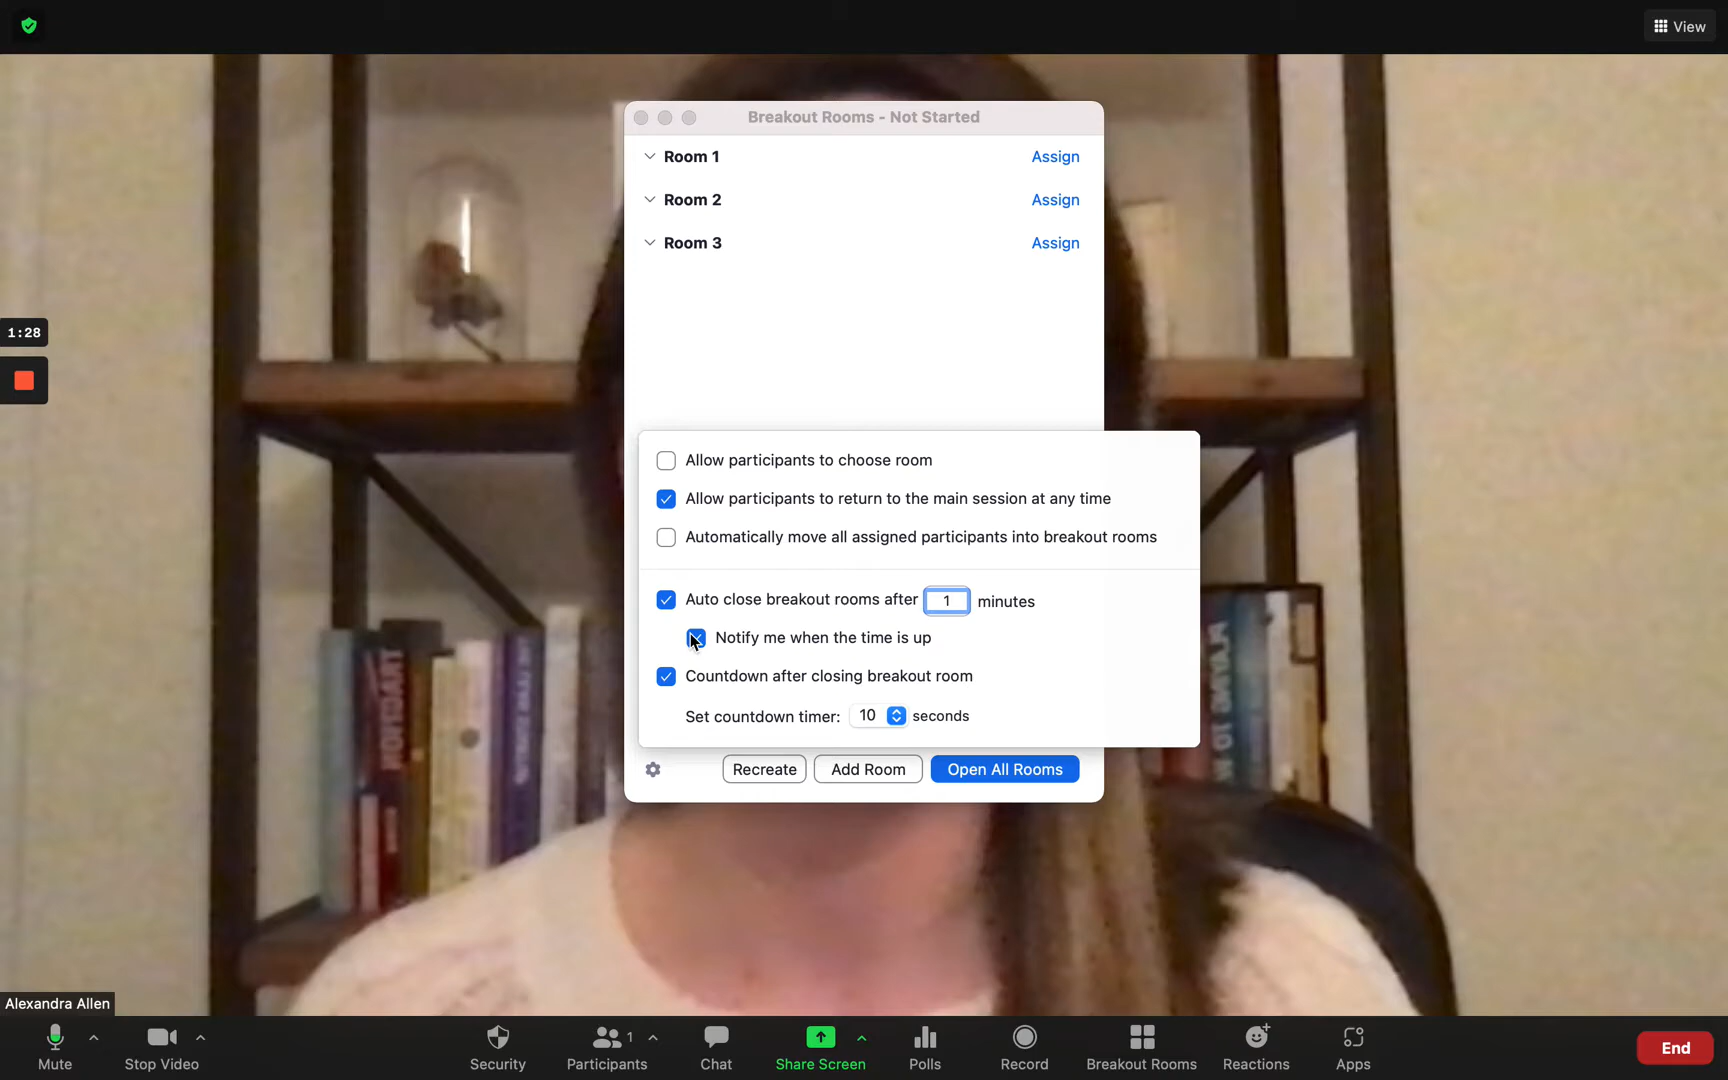 View
Breakout Rooms - Not Started
Room 1 Assign
Room 2 Assign
Room 3 Assign
1:28
Allow participants to choose room
Allow participants to return to the main session at any time
Automatically move all assigned participants into breakout rooms
Auto close breakout rooms after 1 minutes
Notify me when the time is up
Countdown after closing breakout room
Set countdown timer: 10 seconds
Recreate Add Room Open All Rooms
Alexandra Allen
Mute Stop Video Security Participants 1 Chat Share Screen Polls Record Breakout Rooms Reactions Apps End